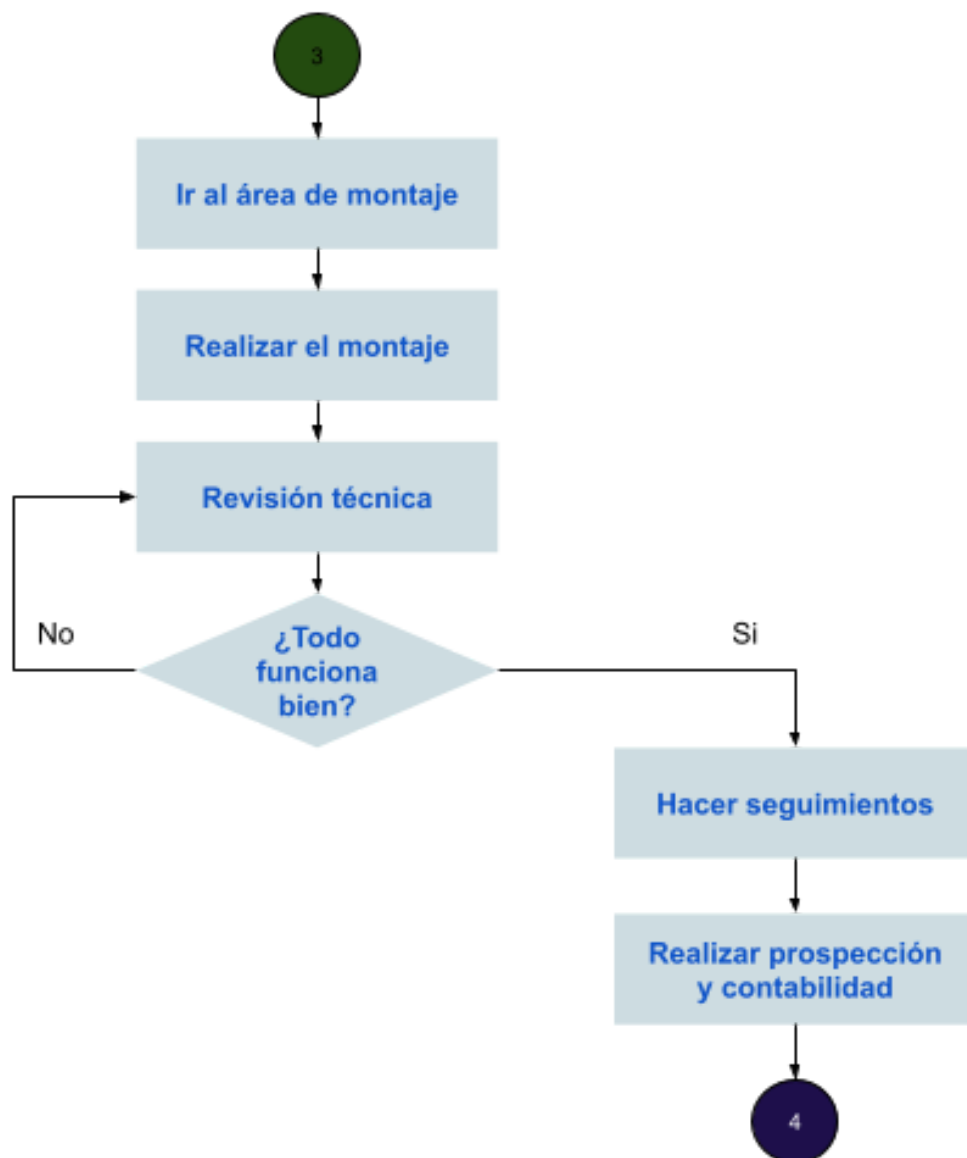 3
Ir al área de montaje
Realizar el montaje
Revisión técnica
No
¿Todo
funciona
bien?
Si
Hacer seguimientos
Realizar prospección
y contabilidad
4